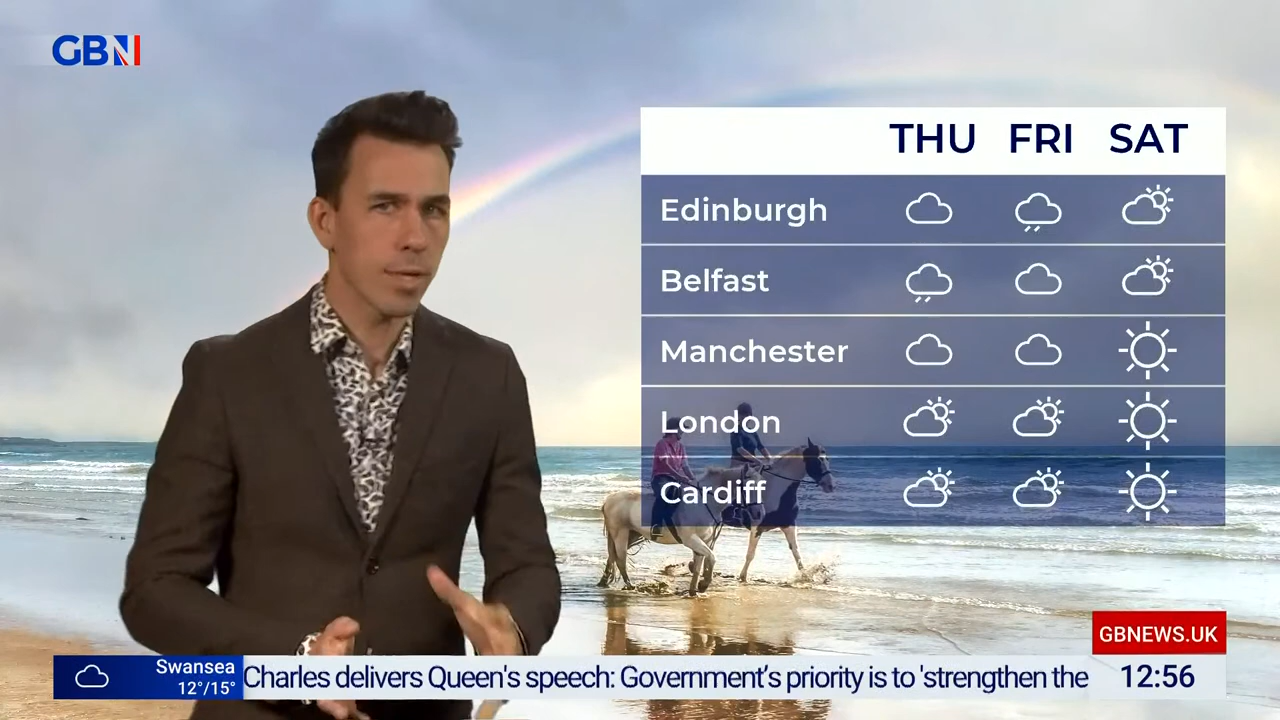 GBN
THU FRI SAT
Edinburgh
Belfast
Manchester
London
Cardiff
GBNEWS.UK
Swansea
12°/15°
Charles delivers Queen's speech: Government's priority is to 'strengthen the
12:56